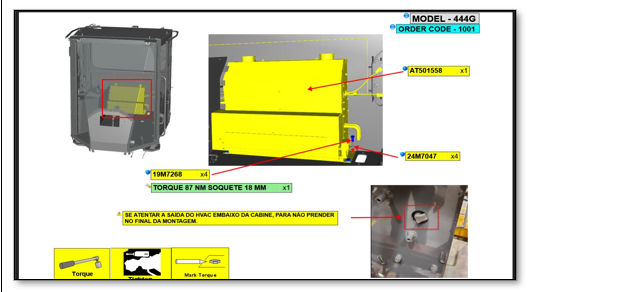 MODEL - 444G
ORDER CODE - 1001
AT501558 x1
24M7047 x4
19M7268 x4
TORQUE 87 NM SOQUETE 18 MM x1
SE ATENTAR A SAÍDA DO HVAC EMBAIXO DA CABINE, PARA NÃO PRENDER
NO FINAL DA MONTAGEM.
Torque
Mark Torque